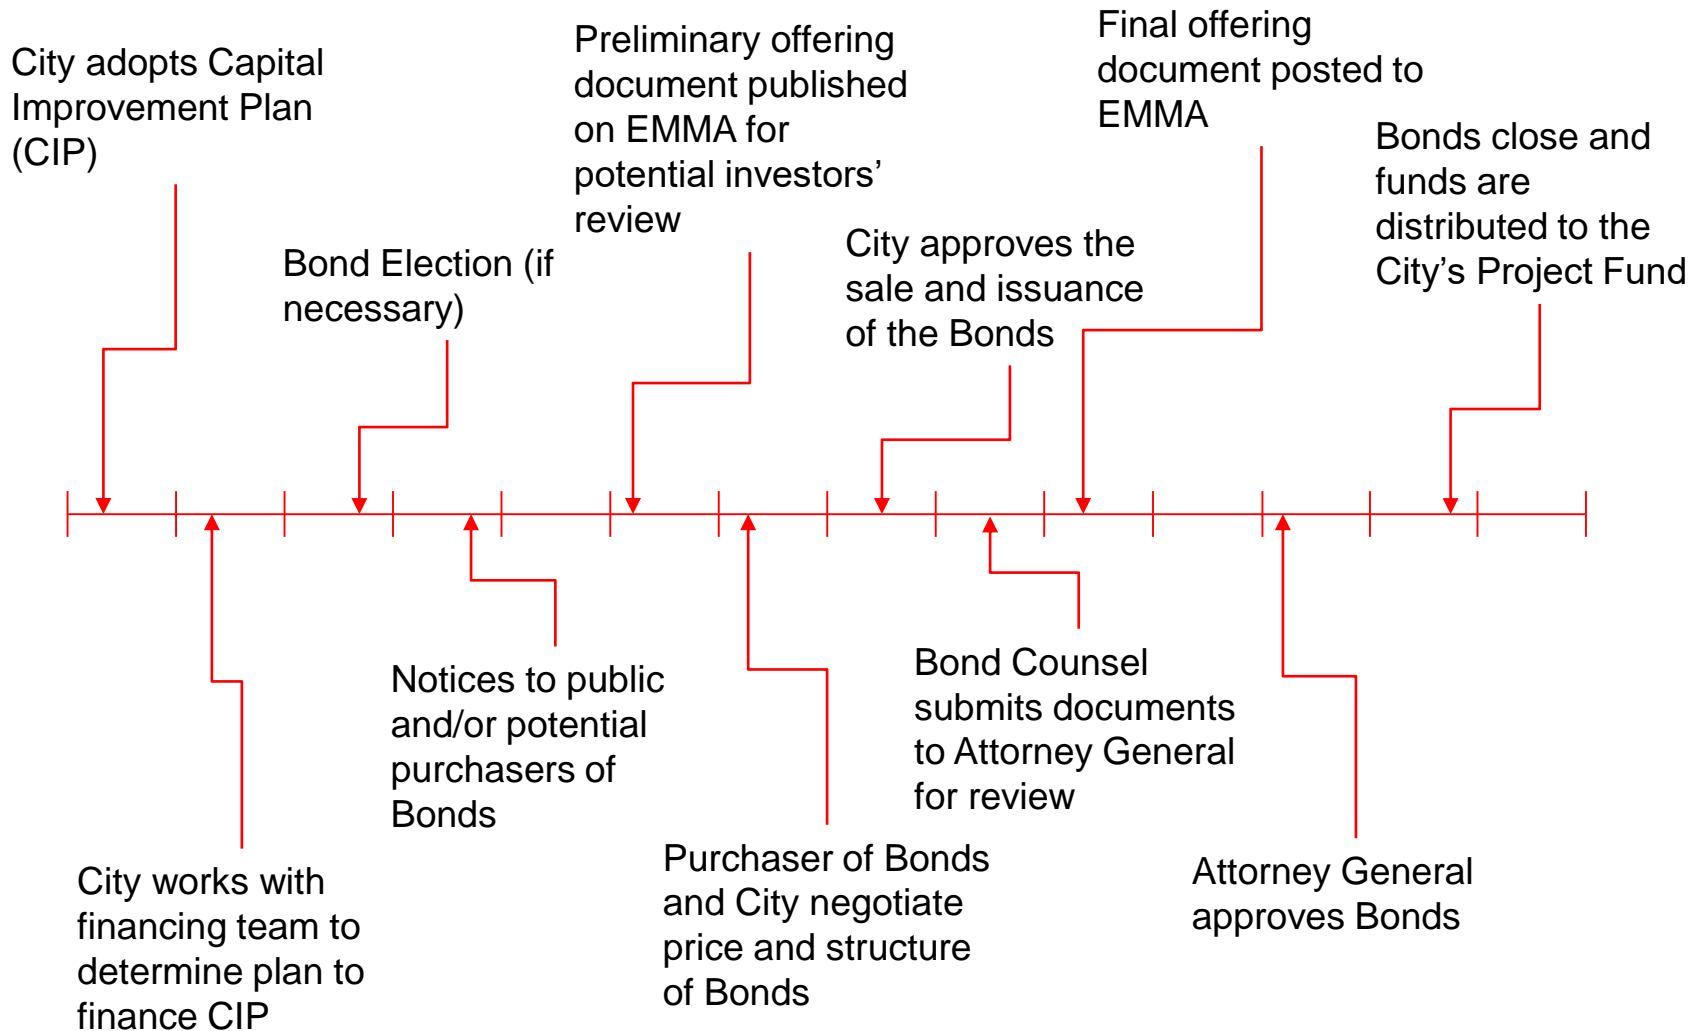 City adopts Capital
Improvement Plan
(CIP)
Bond Election (if
necessary)
Preliminary offering
document published
on EMMA for
potential investors’
review
City approves the
sale and issuance
of the Bonds
Final offering
document posted to
EMMA
Bonds close and
funds are
distributed to the
City’s Project Fund
City works with
financing team to
determine plan to
finance CIP
Notices to public
and/or potential
purchasers of
Bonds
Purchaser of Bonds
and City negotiate
price and structure
of Bonds
Bond Counsel
submits documents
to Attorney General
for review
Attorney General
approves Bonds